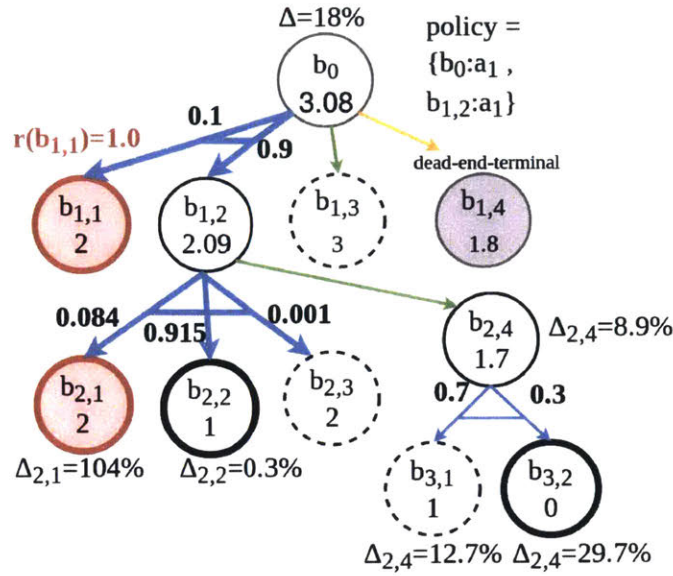 Δ=18%
policy =
{b0:a1 ,
b1,2:a1}
b0
3.08
0.1
0.9
r(b1,1)=1.0
dead-end-terminal
b1,1
2
b1,2
2.09
b1,3
3
b1,4
1.8
0.084
0.915
0.001
b2,4
1.7
Δ2,4=8.9%
b2,1
2
b2,2
1
b2,3
2
0.7
0.3
Δ2,1=104%
Δ2,2=0.3%
b3,1
1
b3,2
0
Δ2,4=12.7%
Δ2,4=29.7%